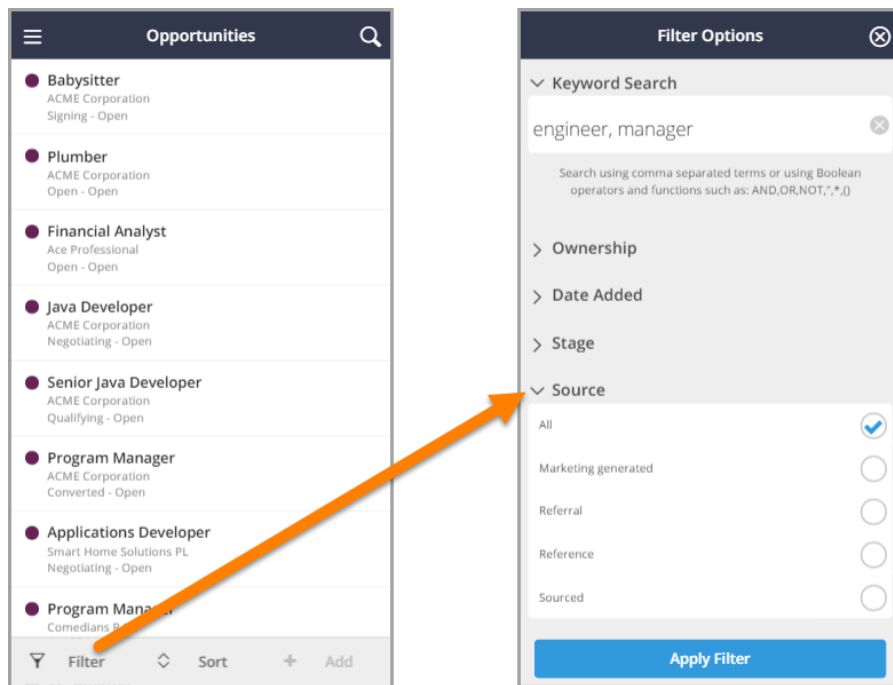 Opportunities
Babysitter
ACME Corporation
Signing - Open
Plumber
ACME Corporation
Open - Open
Financial Analyst
Ace Professional
Open - Open
Java Developer
ACME Corporation
Negotiating - Open
Senior Java Developer
ACME Corporation
Qualifying - Open
Program Manager
ACME Corporation
Converted - Open
Applications Developer
Smart Home Solutions PL
Negotiating - Open
Program Manager
Comedians
Filter Sort + Add
Filter Options
Keyword Search
engineer, manager
Search using comma separated terms or using Boolean
operators and functions such as: AND,OR,NOT,",*,()
Ownership
Date Added
Stage
Source
All
Marketing generated
Referral
Reference
Sourced
Apply Filter